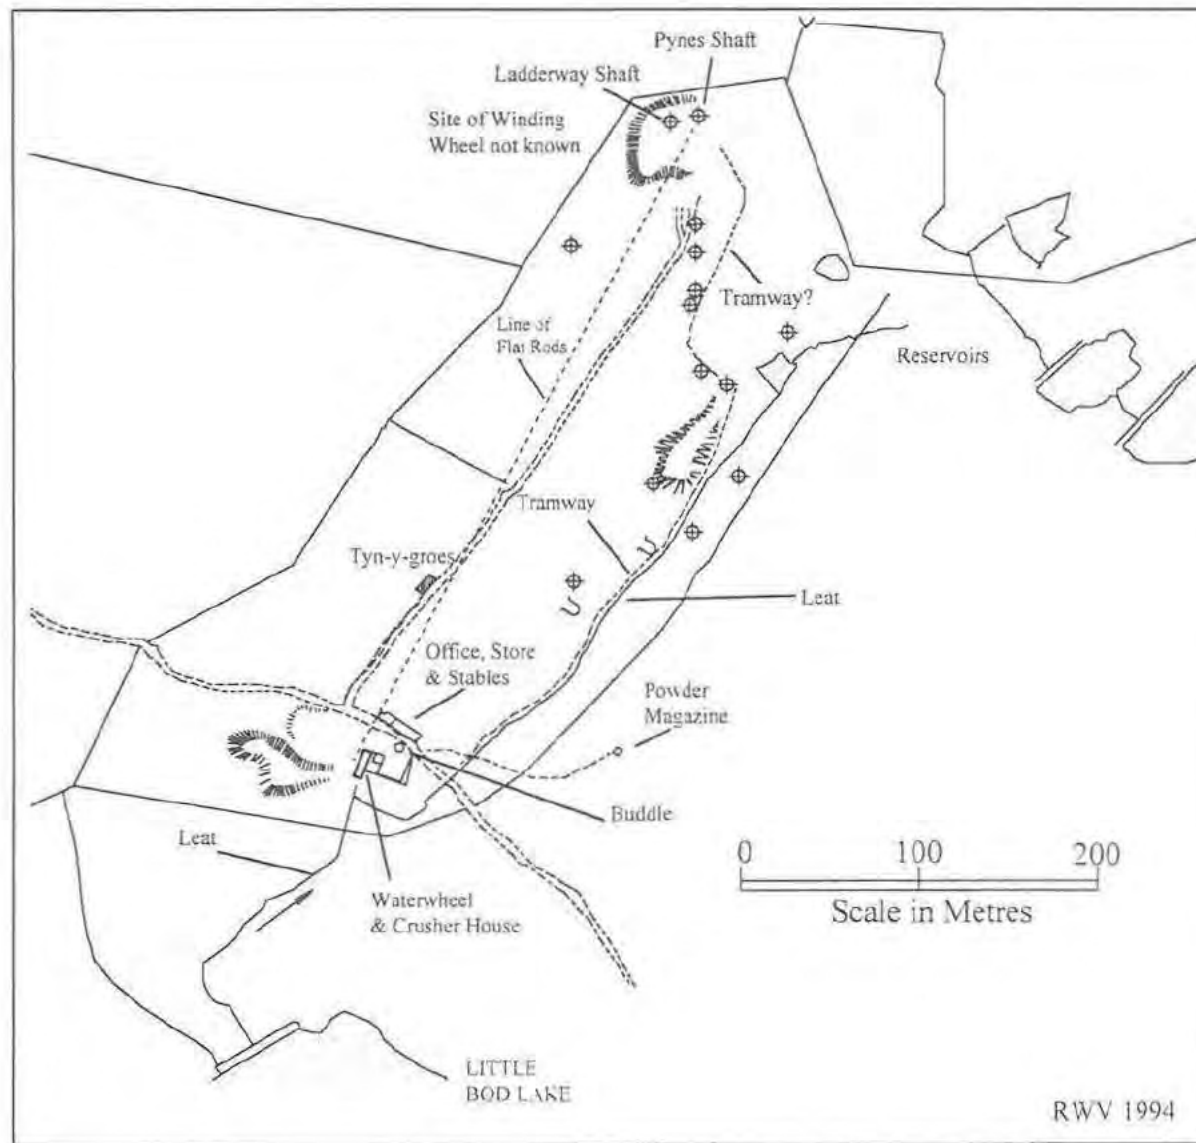 Pynes Shaft
Ladderway Shaft
Site of Winding
Wheel not known
Tramway?
Line of
Flat Rods
Reservoirs
Tramway
Tyn-y-groes
Leat
Office, Store
& Stables
Powder
Magazine
Buddle
Leat
0 100 200
Scale in Metres
Waterwheel
& Crusher House
LITTLE
BOD LAKE
RWV 1994